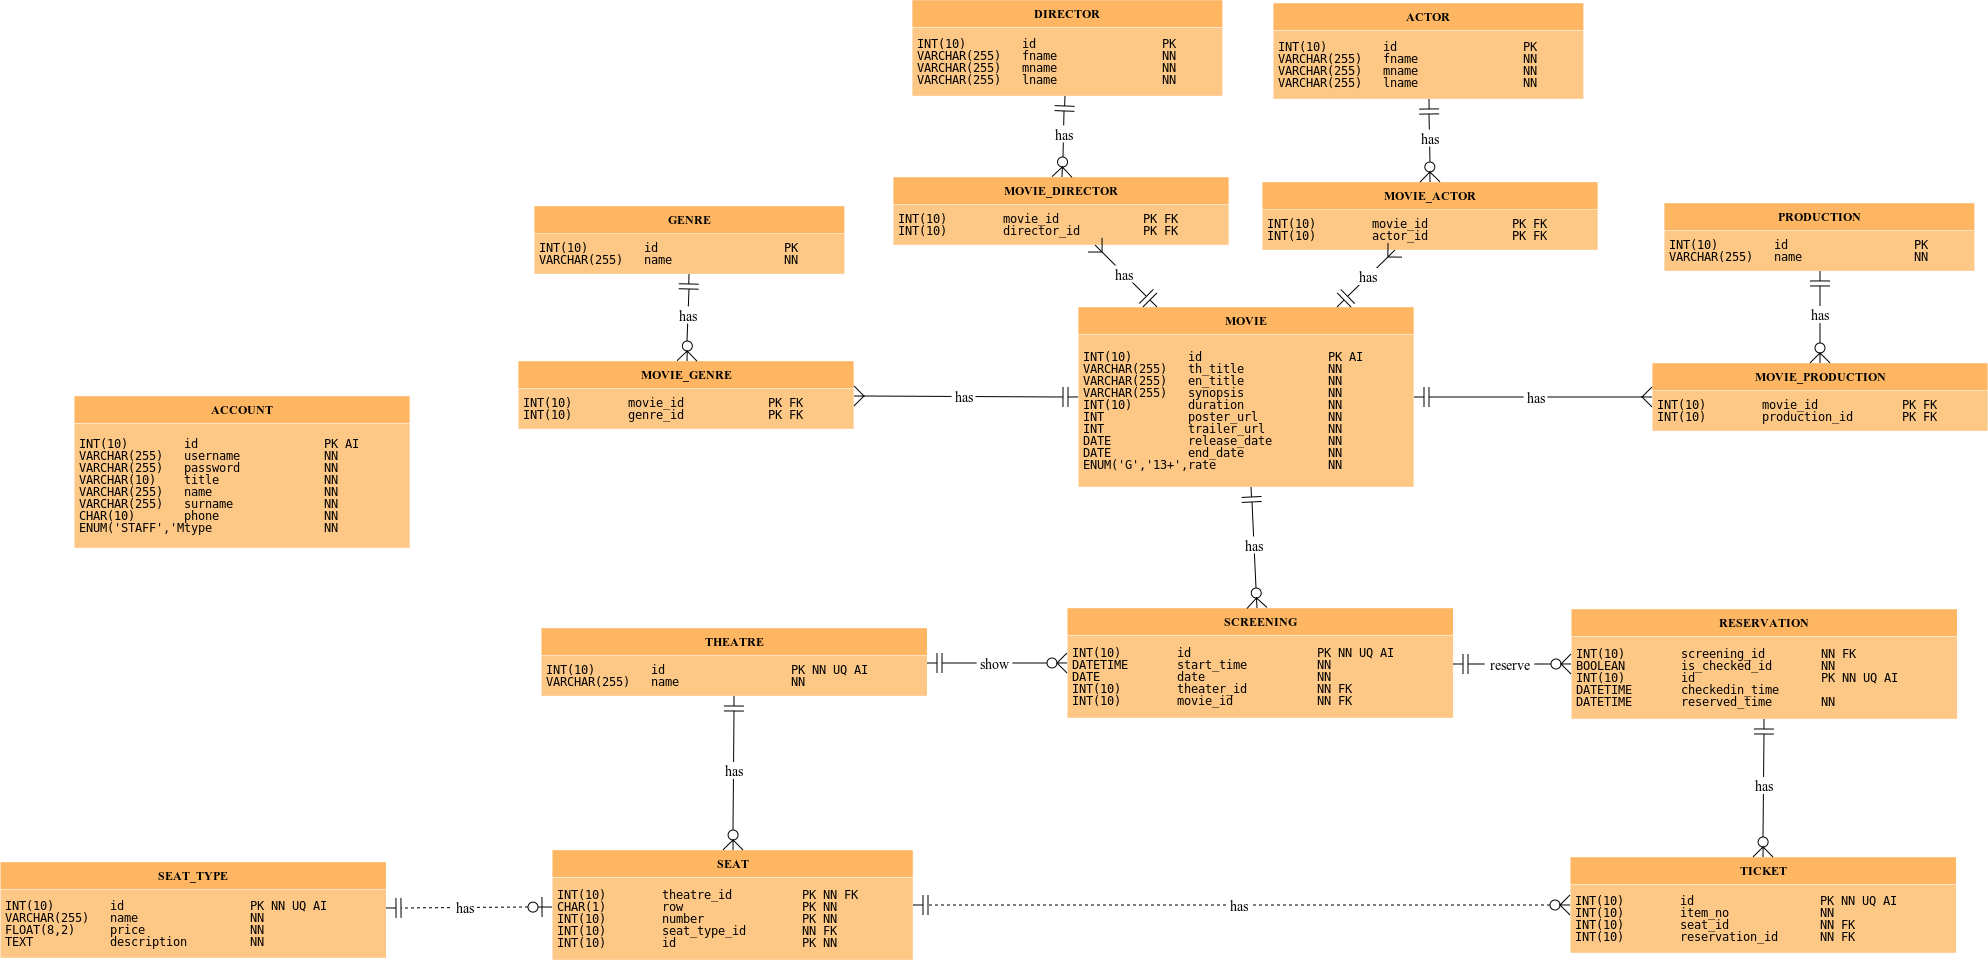 DIRECTOR
INT(10) id PK
VARCHAR(255) fname NN
VARCHAR(255) mname NN
VARCHAR(255) lname NN
ACTOR
INT(10) id PK
VARCHAR(255) fname NN
VARCHAR(255) mname NN
VARCHAR(255) lname NN
has
has
MOVIE_DIRECTOR
INT(10) movie_id PK FK
INT(10) director_id PK FK
MOVIE_ACTOR
INT(10) movie_id PK FK
INT(10) actor_id PK FK
GENRE
INT(10) id PK
VARCHAR(255) name NN
PRODUCTION
INT(10) id PK
VARCHAR(255) name NN
has
has
has
has
MOVIE
INT(10) id PK AI
VARCHAR(255) th_title NN
VARCHAR(255) en_title NN
VARCHAR(255) synopsis NN
INT(10) duration NN
INT poster_url NN
INT trailer_url NN
DATE release_date NN
DATE end_date NN
ENUM('G','13+',rate NN
MOVIE_GENRE
INT(10) movie_id PK FK
INT(10) genre_id PK FK
has
has
MOVIE_PRODUCTION
INT(10) movie_id PK FK
INT(10) production_id PK FK
ACCOUNT
INT(10) id PK AI
VARCHAR(255) username NN
VARCHAR(255) password NN
VARCHAR(10) title NN
VARCHAR(255) name NN
VARCHAR(255) surname NN
CHAR(10) phone NN
ENUM('STAFF','Mtype NN
has
THEATRE
INT(10) id PK NN UQ AI
VARCHAR(255) name NN
show
SCREENING
INT(10) id PK NN UQ AI
DATETIME start_time NN
DATE date NN
INT(10) theater_id NN FK
INT(10) movie_id NN FK
reserve
RESERVATION
INT(10) screening_id NN FK
BOOLEAN is_checked_id NN
INT(10) id PK NN UQ AI
DATETIME checkedin_time
DATETIME reserved_time NN
has
has
SEAT_TYPE
INT(10) id PK NN UQ AI
VARCHAR(255) name NN
FLOAT(8,2) price NN
TEXT description NN
has
SEAT
INT(10) theatre_id PK NN FK
CHAR(1) row PK NN
INT(10) number PK NN
INT(10) seat_type_id NN FK
INT(10) id PK NN
has
TICKET
INT(10) id PK NN UQ AI
INT(10) item_no NN
INT(10) seat_id NN FK
INT(10) reservation_id NN FK